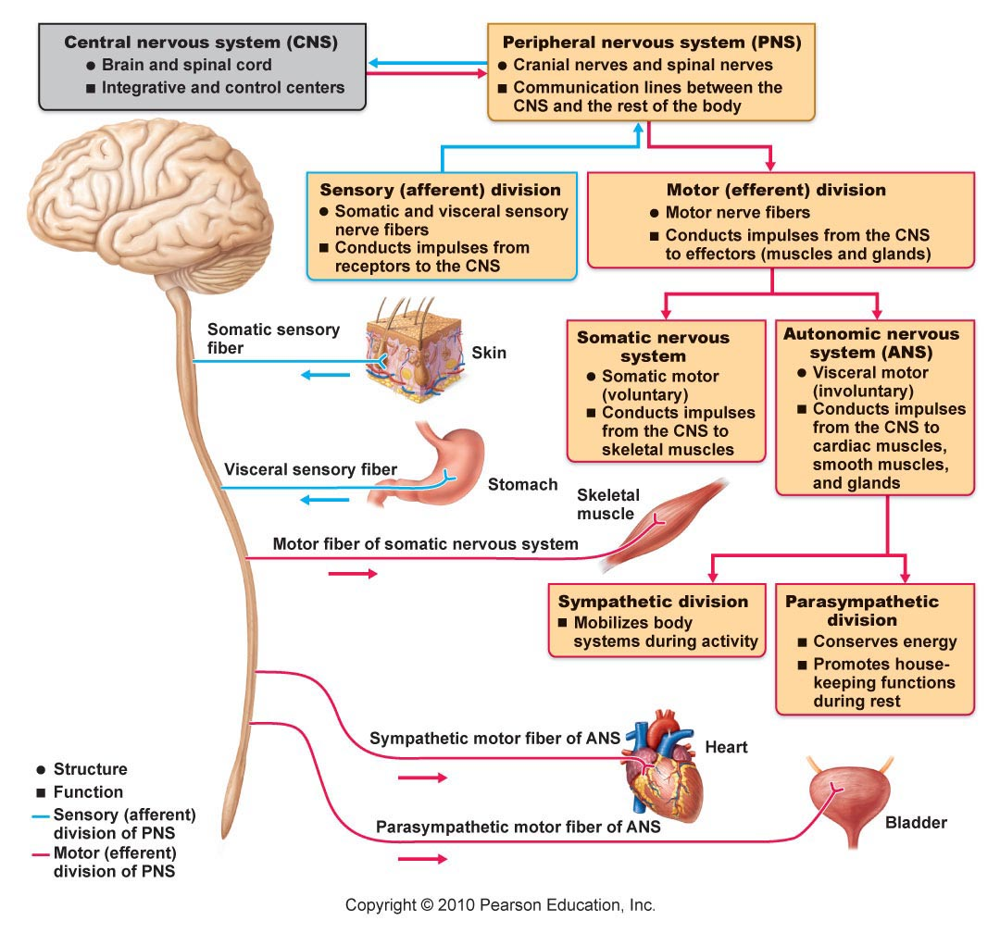 Central nervous system (CNS)
● Brain and spinal cord
■ Integrative and control centers
Peripheral nervous system (PNS)
● Cranial nerves and spinal nerves
■ Communication lines between the
CNS and the rest of the body
Sensory (afferent) division
● Somatic and visceral sensory
nerve fibers
■ Conducts impulses from
receptors to the CNS
Motor (efferent) division
● Motor nerve fibers
■ Conducts impulses from the CNS
to effectors (muscles and glands)
Somatic nervous
system
● Somatic motor
(voluntary)
■ Conducts impulses
from the CNS to
skeletal muscles
Autonomic nervous
system (ANS)
● Visceral motor
(involuntary)
■ Conducts impulses
from the CNS to
cardiac muscles,
smooth muscles,
and glands
Somatic sensory
fiber
Skin
Visceral sensory fiber
Stomach
Skeletal
muscle
Motor fiber of somatic nervous system
Sympathetic division
■ Mobilizes body
systems during activity
Parasympathetic
division
■ Conserves energy
■ Promotes house-
keeping functions
during rest
Sympathetic motor fiber of ANS
Heart
Parasympathetic motor fiber of ANS
Bladder
● Structure
■ Function
Sensory (afferent)
division of PNS
Motor (efferent)
division of PNS
Copyright © 2010 Pearson Education, Inc.